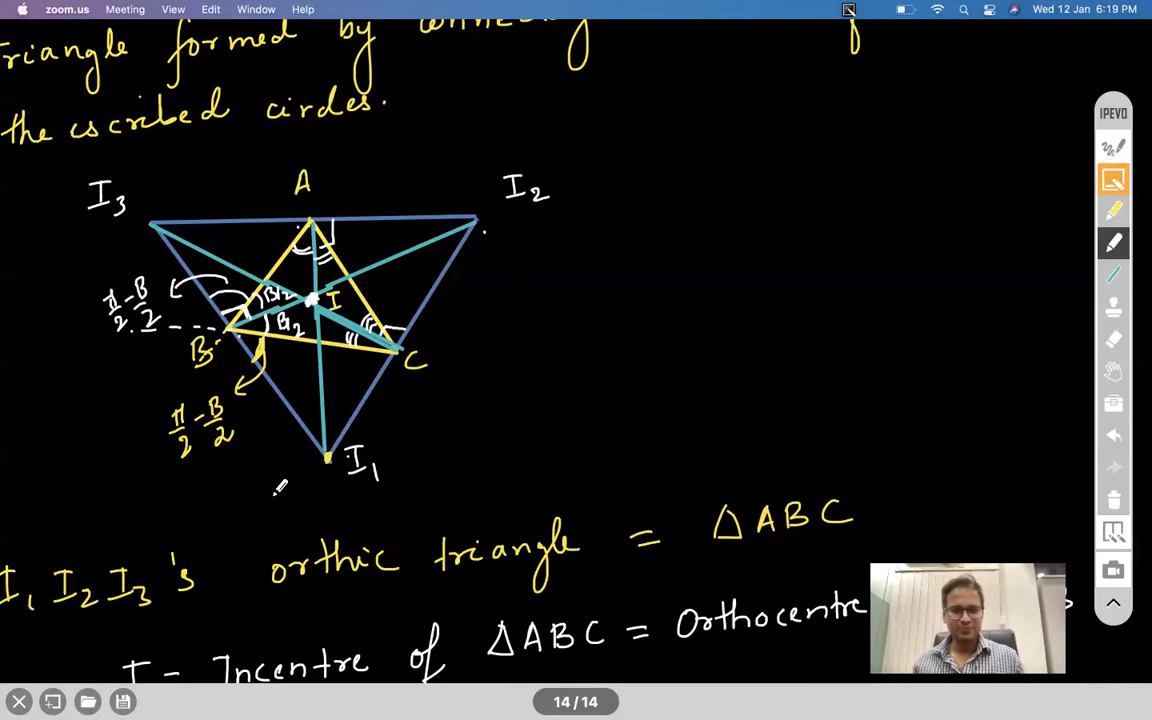 zoom.us Meeting View Edit Window Help Wed 12 Jan 6:19 PM
Triangle formed by of
the escribed circles.
IPEVO
I3 A I2
π/2 - B/2 B/2 I
B B/2 C
π/2 - B/2
I1
I1 I2 I3's orthic triangle = △ABC
I - Incentre of △ABC = Orthocentre
14/14